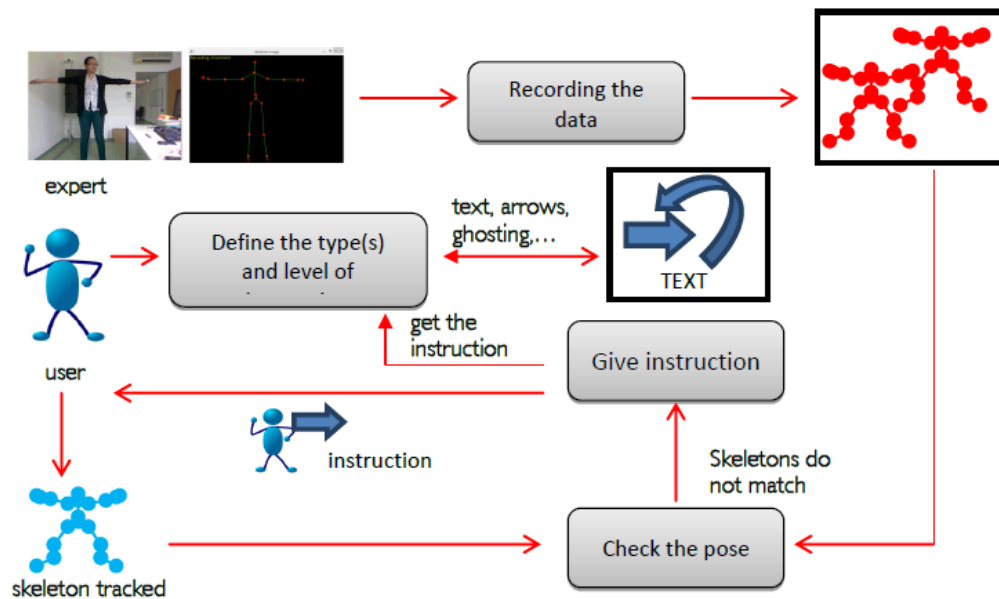 Recording the
data
expert
text, arrows,
ghosting,...
Define the type(s)
and level of
TEXT
get the
instruction
Give instruction
user
instruction
Skeletons do
not match
Check the pose
skeleton tracked